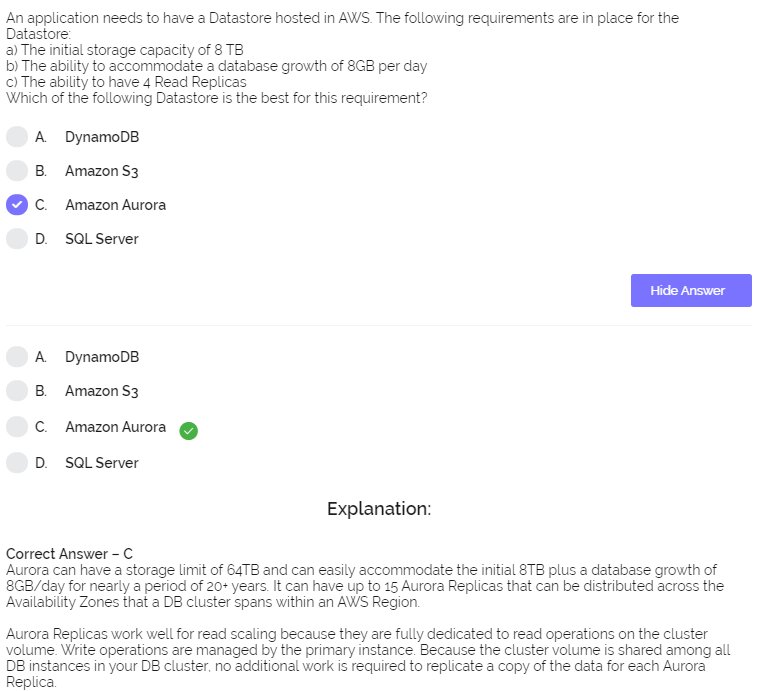 An application needs to have a Datastore hosted in AWS. The following requirements are in place for the
Datastore:
a) The initial storage capacity of 8 TB
b) The ability to accommodate a database growth of 8GB per day
c) The ability to have 4 Read Replicas
Which of the following Datastore is the best for this requirement?
A. DynamoDB
B. Amazon S3
C. Amazon Aurora
D. SQL Server
Hide Answer
A. DynamoDB
B. Amazon S3
C. Amazon Aurora
D. SQL Server
Explanation:
Correct Answer – C
Aurora can have a storage limit of 64TB and can easily accommodate the initial 8TB plus a database growth of
8GB/day for nearly a period of 20+ years. It can have up to 15 Aurora Replicas that can be distributed across the
Availability Zones that a DB cluster spans within an AWS Region.
Aurora Replicas work well for read scaling because they are fully dedicated to read operations on the cluster
volume. Write operations are managed by the primary instance. Because the cluster volume is shared among all
DB instances in your DB cluster, no additional work is required to replicate a copy of the data for each Aurora
Replica.